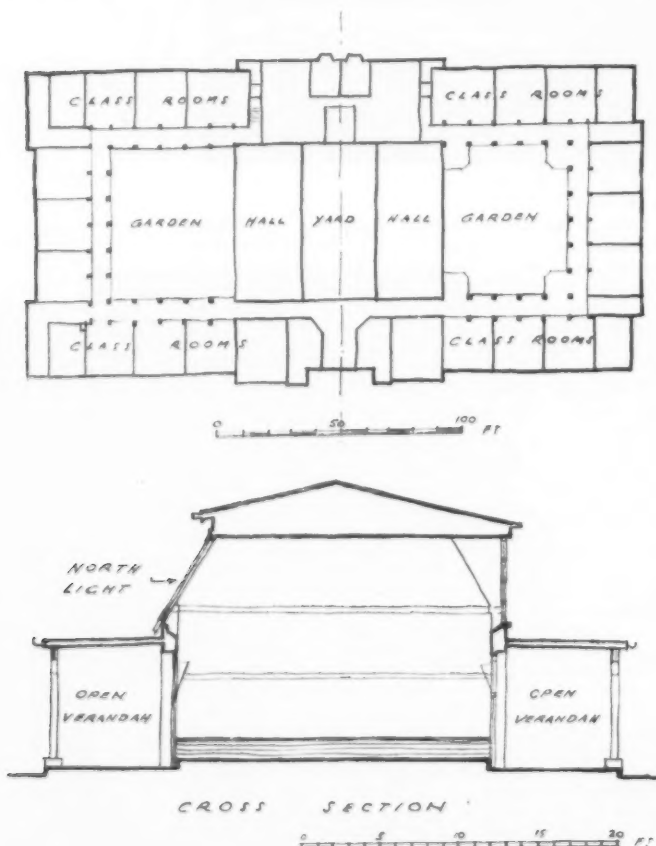 CLASS ROOMS
CLASS ROOMS
GARDEN HALL YARD HALL GARDEN
CLASS ROOMS
CLASS ROOMS
0 50 100 FT
NORTH
LIGHT
OPEN
VERANDAH
OPEN
VERANDAH
CROSS SECTION
0 5 10 15 20 FT